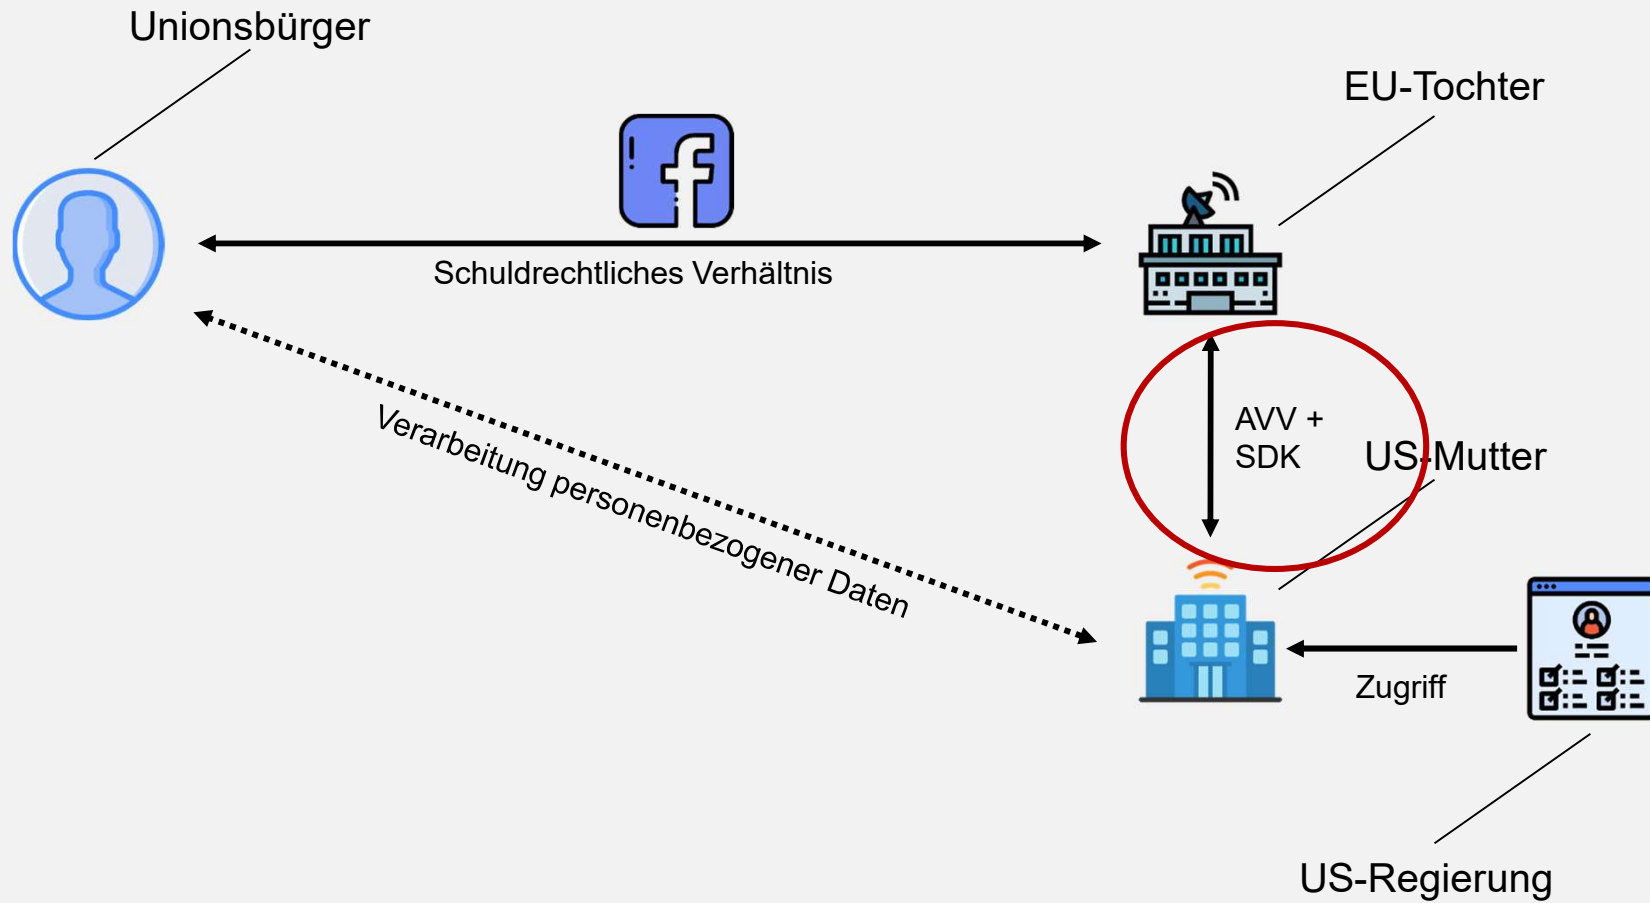 Unionsbürger
EU-Tochter
Schuldrechtliches Verhältnis
AVV +
SDK
US-Mutter
Verarbeitung personenbezogener Daten
Zugriff
US-Regierung